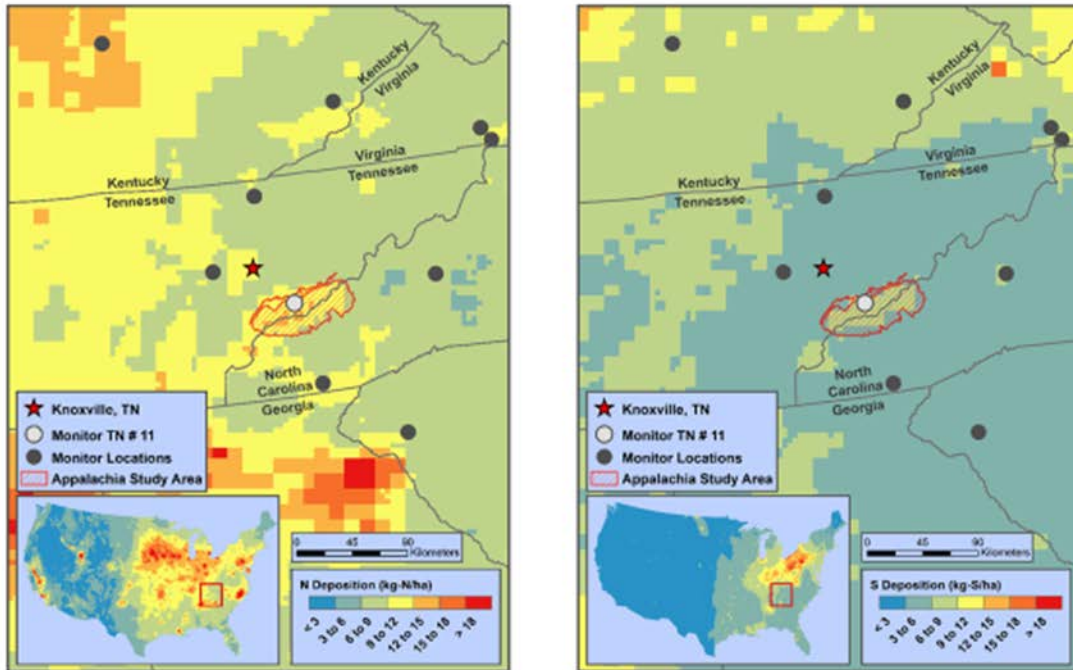 Kentucky
Virginia
Virginia
Tennessee
Kentucky
Tennessee
North
Carolina
Georgia
Knoxville, TN
Monitor TN # 11
Monitor Locations
Appalachia Study Area
0 45 90
Kilometers
N Deposition (kg-N/ha)
< 3
3 to 6
6 to 9
9 to 12
12 to 15
15 to 18
> 18
Kentucky
Virginia
Virginia
Tennessee
Kentucky
Tennessee
North
Carolina
Georgia
Knoxville, TN
Monitor TN # 11
Monitor Locations
Appalachia Study Area
0 45 90
Kilometers
S Deposition (kg-S/ha)
< 3
3 to 6
6 to 9
9 to 12
12 to 15
15 to 18
> 18